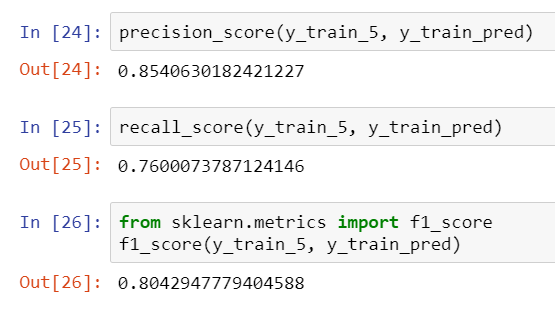 In [24]: precision_score(y_train_5, y_train_pred)
Out[24]: 0.8540630182421227
In [25]: recall_score(y_train_5, y_train_pred)
Out[25]: 0.7600073787124146
In [26]: from sklearn.metrics import f1_score
f1_score(y_train_5, y_train_pred)
Out[26]: 0.8042947779404588